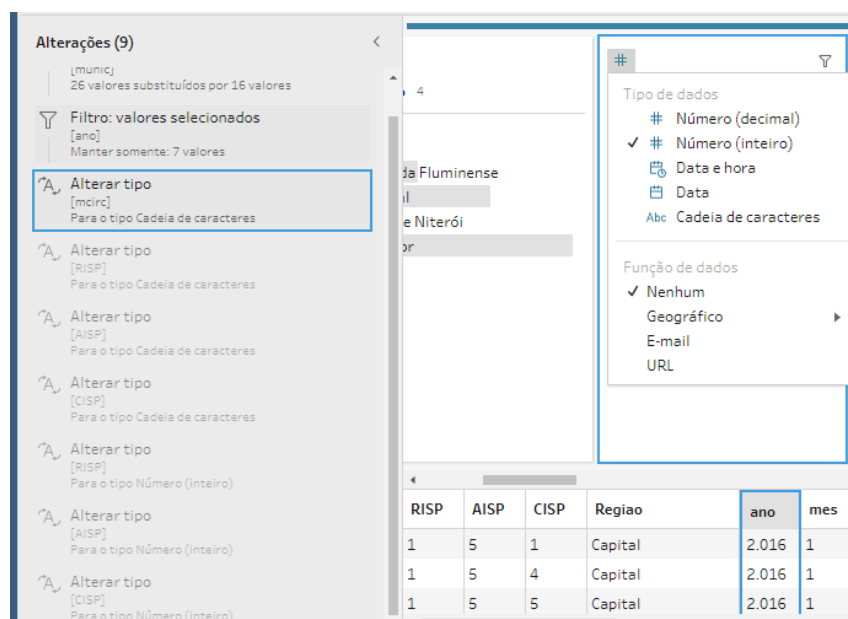 Alterações (9)
[munic]
26 valores substituídos por 16 valores
Filtro: valores selecionados
[ano]
Manter somente: 7 valores
Alterar tipo
[mcirc]
Para o tipo Cadeia de caracteres
Alterar tipo
[RISP]
Para o tipo Cadeia de caracteres
Alterar tipo
[AISP]
Para o tipo Cadeia de caracteres
Alterar tipo
[CISP]
Para o tipo Cadeia de caracteres
Alterar tipo
[RISP]
Para o tipo Número (inteiro)
Alterar tipo
[AISP]
Para o tipo Número (inteiro)
Alterar tipo
[CISP]
Para o tipo Número (inteiro)
4
da Fluminense
l
e Niterói
or
#
Tipo de dados
# Número (decimal)
✓ # Número (inteiro)
Data e hora
Data
Abc Cadeia de caracteres
Função de dados
✓ Nenhum
Geográfico
E-mail
URL
RISP AISP CISP Regiao ano mes
1 5 1 Capital 2.016 1
1 5 4 Capital 2.016 1
1 5 5 Capital 2.016 1